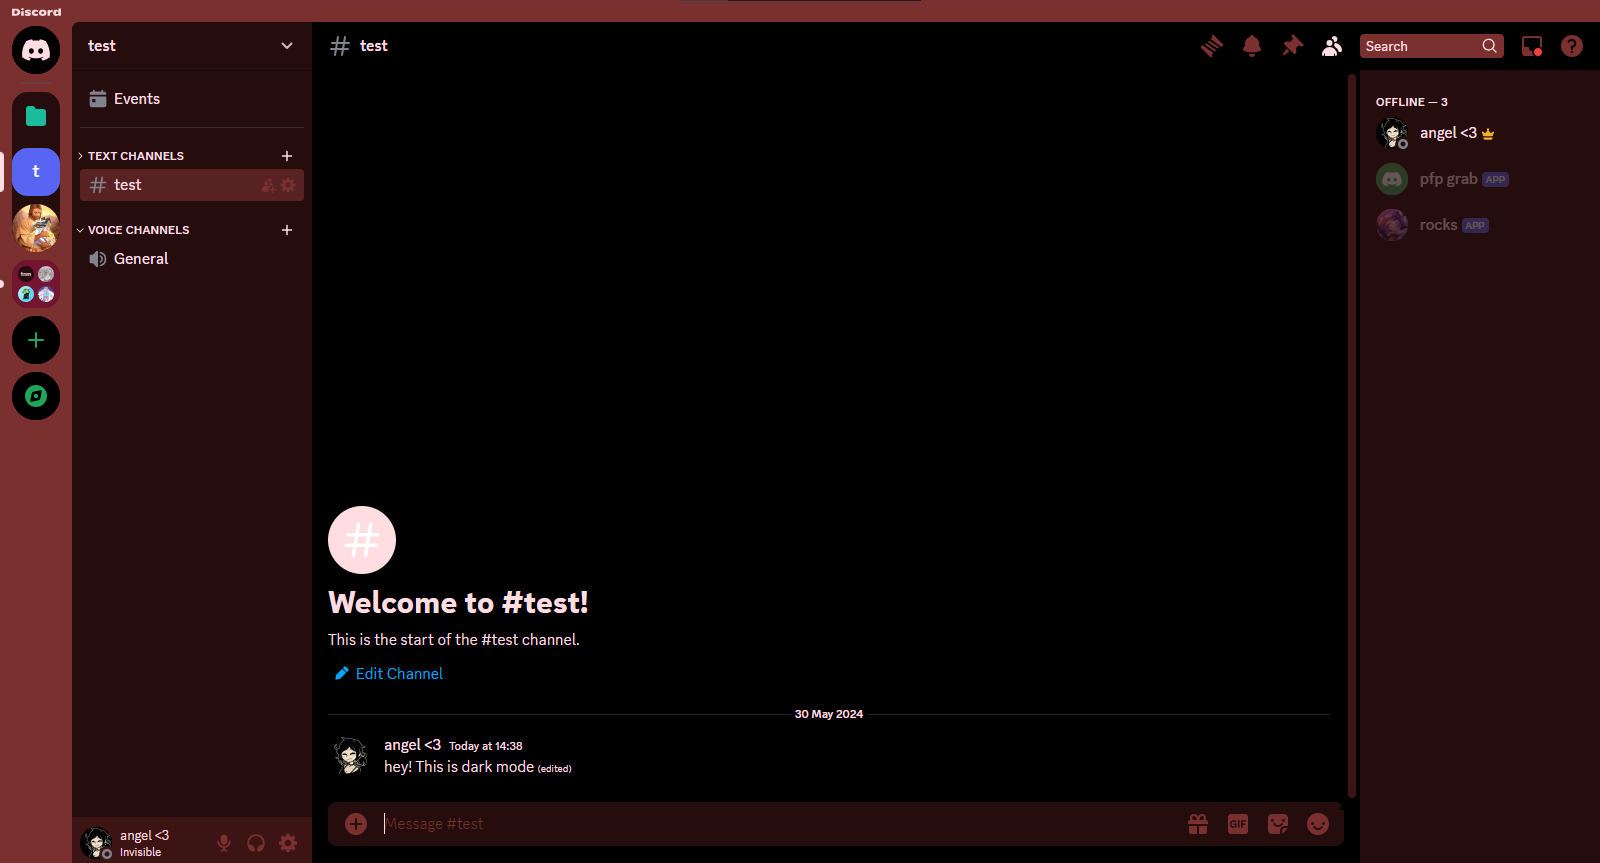 Discord
test
Events
TEXT CHANNELS
test
VOICE CHANNELS
General
t
angel <3
Invisible
test
Search
Welcome to #test!
This is the start of the #test channel.
Edit Channel
30 May 2024
angel <3 Today at 14:38
hey! This is dark mode (edited)
Message #test
GIF
OFFLINE — 3
angel <3
pfp grab APP
rocks APP